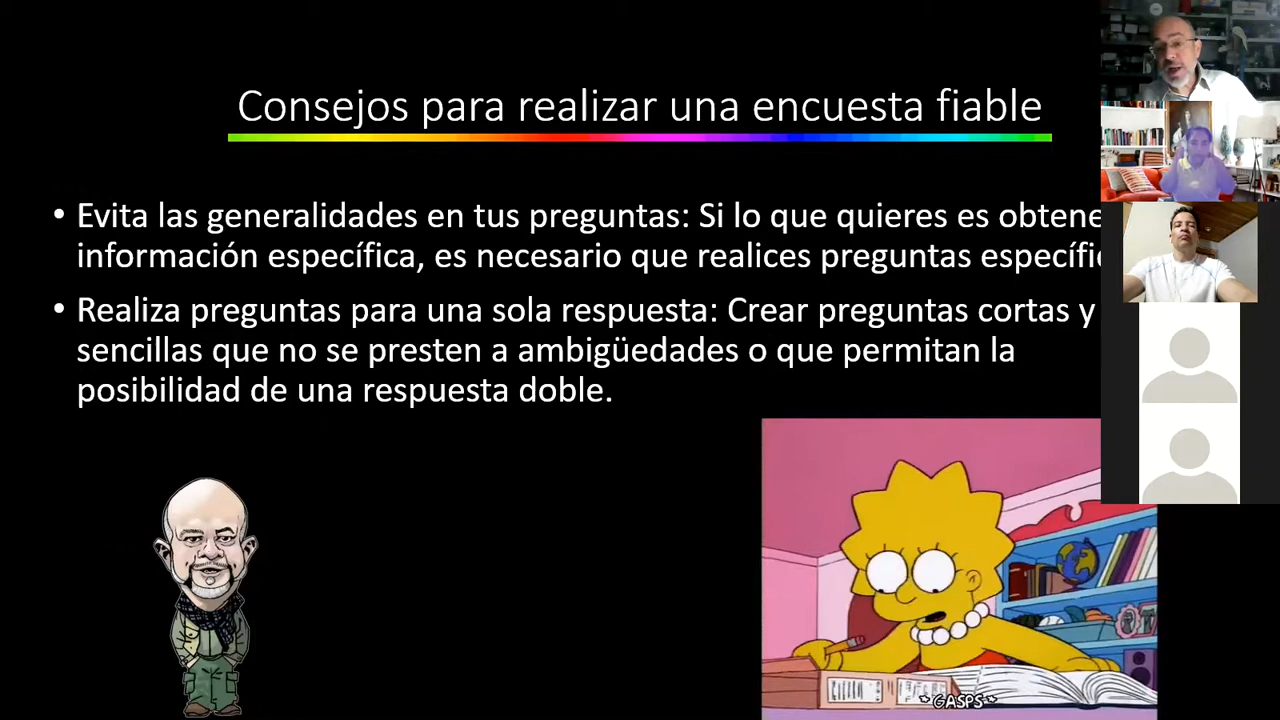 Consejos para realizar una encuesta fiable
• Evita las generalidades en tus preguntas: Si lo que quieres es
información específica, es necesario que realices preguntas
• Realiza preguntas para una sola respuesta: Crear preguntas cortas y
sencillas que no se presten a ambigüedades o que permitan la
posibilidad de una respuesta doble.
*GASPS*